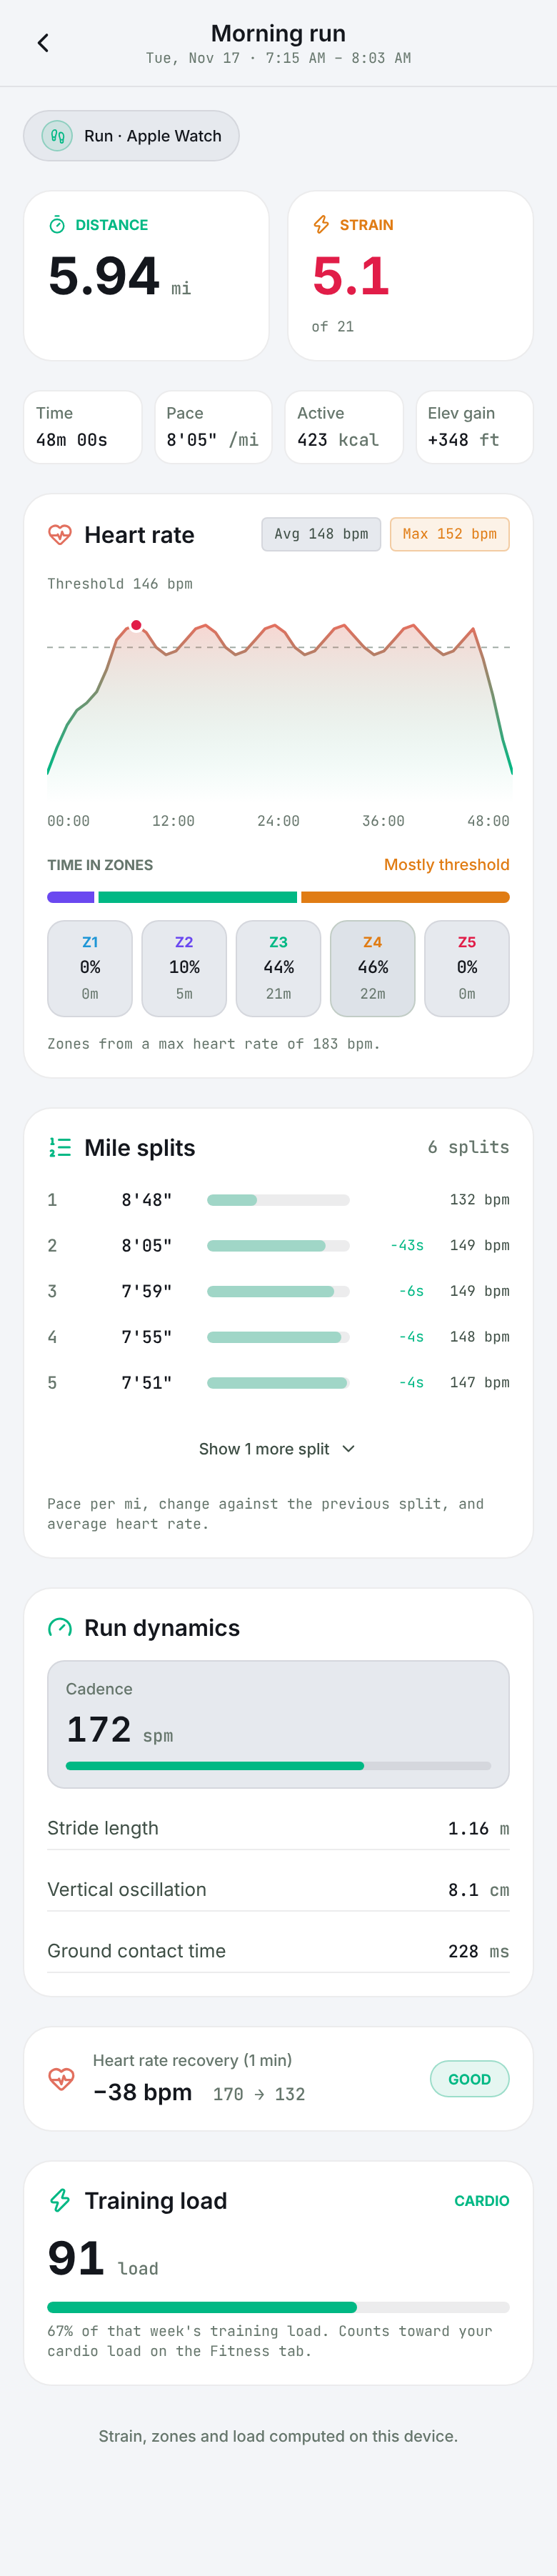 Morning run
Tue, Nov 17 · 7:15 AM – 8:03 AM
Run · Apple Watch
DISTANCE
5.94 mi
STRAIN
5.1
of 21
Time
48m 00s
Pace
8'05" /mi
Active
423 kcal
Elev gain
+348 ft
Heart rate
Avg 148 bpm
Max 152 bpm
Threshold 146 bpm
00:00 12:00 24:00 36:00 48:00
TIME IN ZONES
Mostly threshold
Z1
0%
0m
Z2
10%
5m
Z3
44%
21m
Z4
46%
22m
Z5
0%
0m
Zones from a max heart rate of 183 bpm.
Mile splits
6 splits
1 8'48" 132 bpm
2 8'05" -43s 149 bpm
3 7'59" -6s 149 bpm
4 7'55" -4s 148 bpm
5 7'51" -4s 147 bpm
Show 1 more split
Pace per mi, change against the previous split, and
average heart rate.
Run dynamics
Cadence
172 spm
Stride length 1.16 m
Vertical oscillation 8.1 cm
Ground contact time 228 ms
Heart rate recovery (1 min)
−38 bpm 170 → 132
GOOD
Training load
CARDIO
91 load
67% of that week's training load. Counts toward your
cardio load on the Fitness tab.
Strain, zones and load computed on this device.